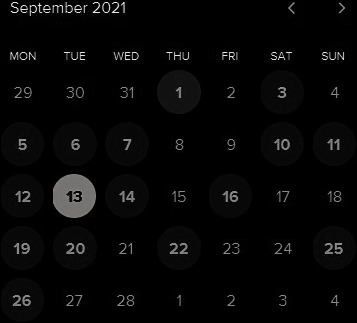 September 2021
MON TUE WED THU FRI SAT SUN
29 30 31 1 2 3 4
5 6 7 8 9 10 11
12 13 14 15 16 17 18
19 20 21 22 23 24 25
26 27 28 1 2 3 4